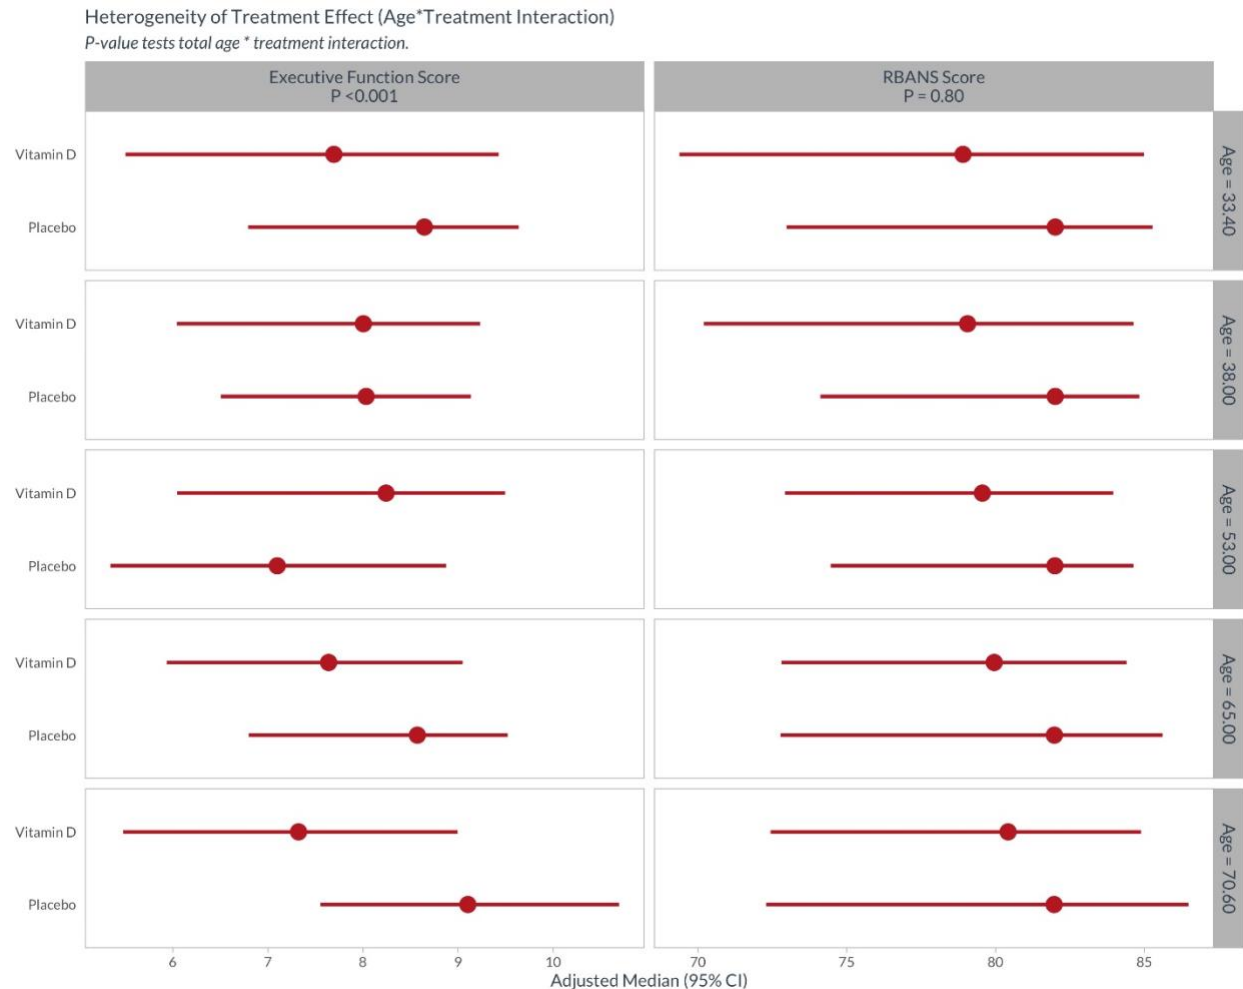 Heterogeneity of Treatment Effect (Age*Treatment Interaction)
P-value tests total age * treatment interaction.
Executive Function Score
P <0.001
RBANS Score
P = 0.80
Vitamin D
Placebo
Age = 33.40
Vitamin D
Placebo
Age = 38.00
Vitamin D
Placebo
Age = 53.00
Vitamin D
Placebo
Age = 65.00
Vitamin D
Placebo
Age = 70.60
6 7 8 9 10
70 75 80 85
Adjusted Median (95% CI)